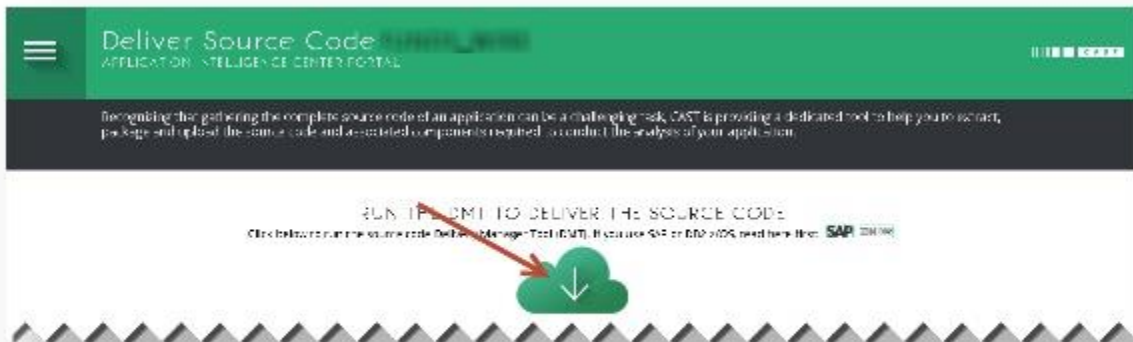 Deliver Source Code
APPLICATION INTELLIGENCE CENTER PORTAL
CAST
Recognizing that gathering the complete source code of an application can be a challenging task, CAST is providing a dedicated tool to help you to extract,
package and upload the source code and associated components required to conduct the analysis of your application.
RUN THE DMT TO DELIVER THE SOURCE CODE
Click below to run the source code Delivery Manager Tool (DMT). If you use SAP or DB2 z/OS, read here first. SAP